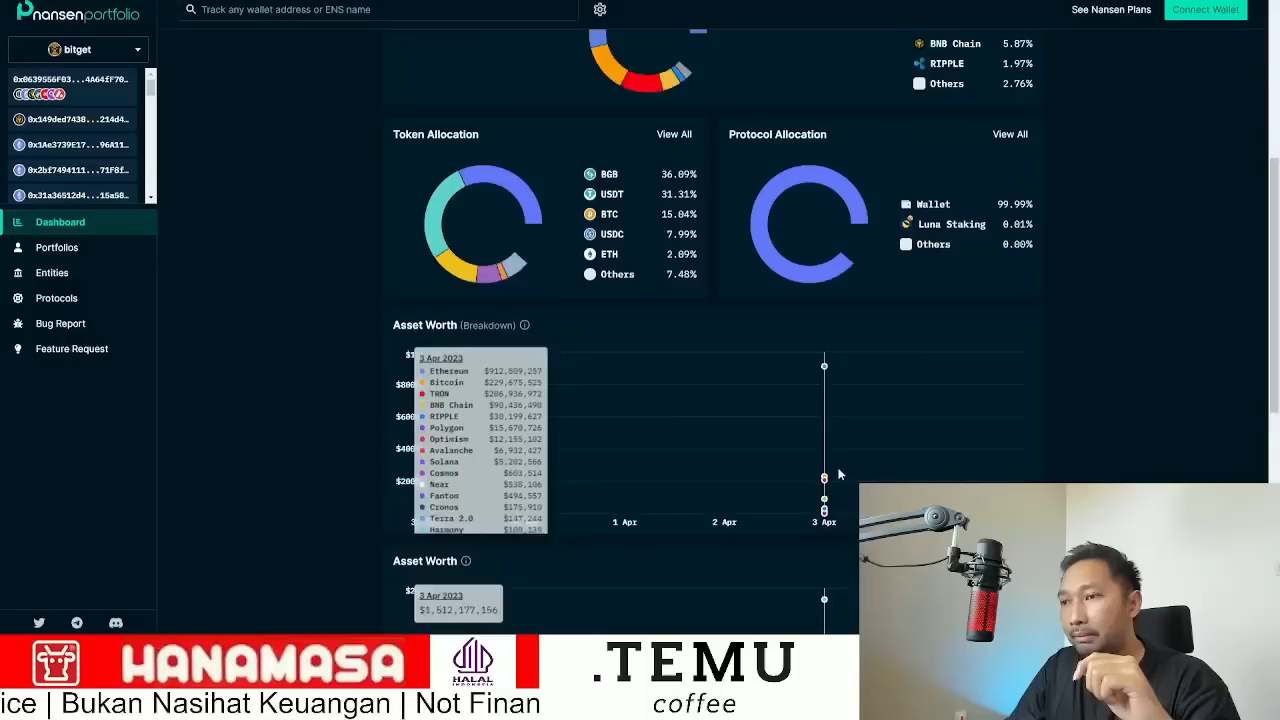 nansenportfolio
Track any wallet address or ENS name
See Nansen Plans
Connect Wallet
bitget
0x0639556F03...4A64fF70...
0x149ded7438...214d4...
0x1Ae3739E17...96A11...
0x2bf7494111...71F8f...
0x31a36512d4...15a58...
Dashboard
Portfolios
Entities
Protocols
Bug Report
Feature Request
BNB Chain 5.87%
RIPPLE 1.97%
Others 2.76%
Token Allocation
View All
BGB 36.09%
USDT 31.31%
BTC 15.04%
USDC 7.99%
ETH 2.09%
Others 7.48%
Protocol Allocation
View All
Wallet 99.99%
Luna Staking 0.01%
Others 0.00%
Asset Worth (Breakdown)
3 Apr 2023
Ethereum $912,809,257
Bitcoin $229,675,525
TRON $206,936,972
BNB Chain $90,436,490
RIPPLE $30,199,627
Polygon $15,670,726
Optimism $12,155,102
Avalanche $6,932,427
Solana $5,202,566
Cosmos $603,514
Near $538,106
Fantom $494,557
Cronos $175,910
Terra 2.0 $147,244
Harmony
1 Apr
2 Apr
3 Apr
Asset Worth
3 Apr 2023
$1,512,177,156
HANAMASA
HALAL
INDONESIA
.TEMU
coffee
ice | Bukan Nasihat Keuangan | Not Finan